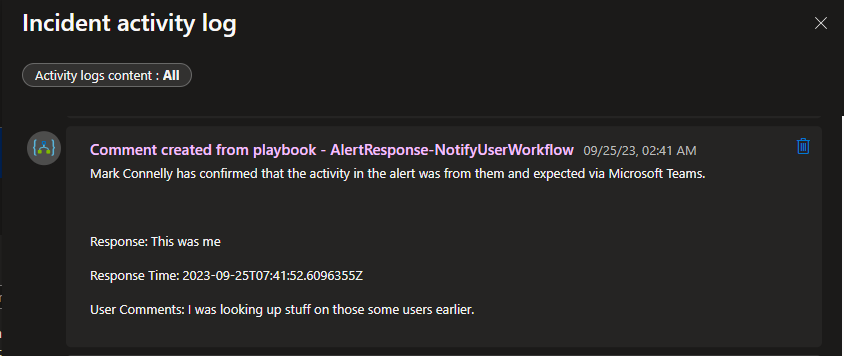 Incident activity log
Activity logs content : All
Comment created from playbook - AlertResponse-NotifyUserWorkflow 09/25/23, 02:41 AM
Mark Connelly has confirmed that the activity in the alert was from them and expected via Microsoft Teams.
Response: This was me
Response Time: 2023-09-25T07:41:52.6096355Z
User Comments: I was looking up stuff on those some users earlier.